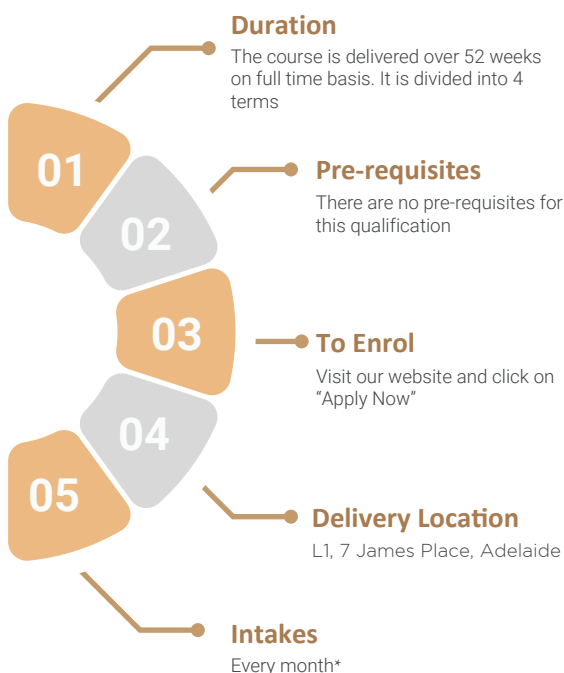 Duration
The course is delivered over 52 weeks
on full time basis. It is divided into 4
terms
01
Pre-requisites
There are no pre-requisites for
this qualification
02
03
To Enrol
Visit our website and click on
“Apply Now”
04
Delivery Location
L1, 7 James Place, Adelaide
05
Intakes
Every month*